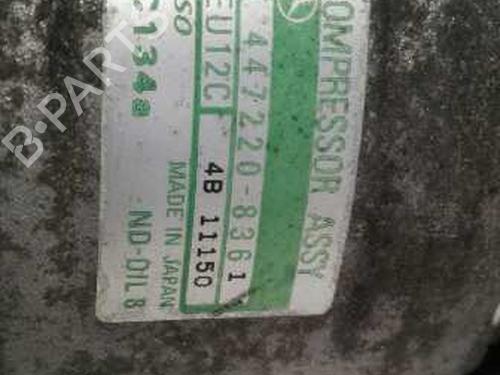 COMPRESSOR ASSY
447220-8361
EU12C 4B 11150
MADE IN JAPAN
134a ND-OIL 8
B-PARTS